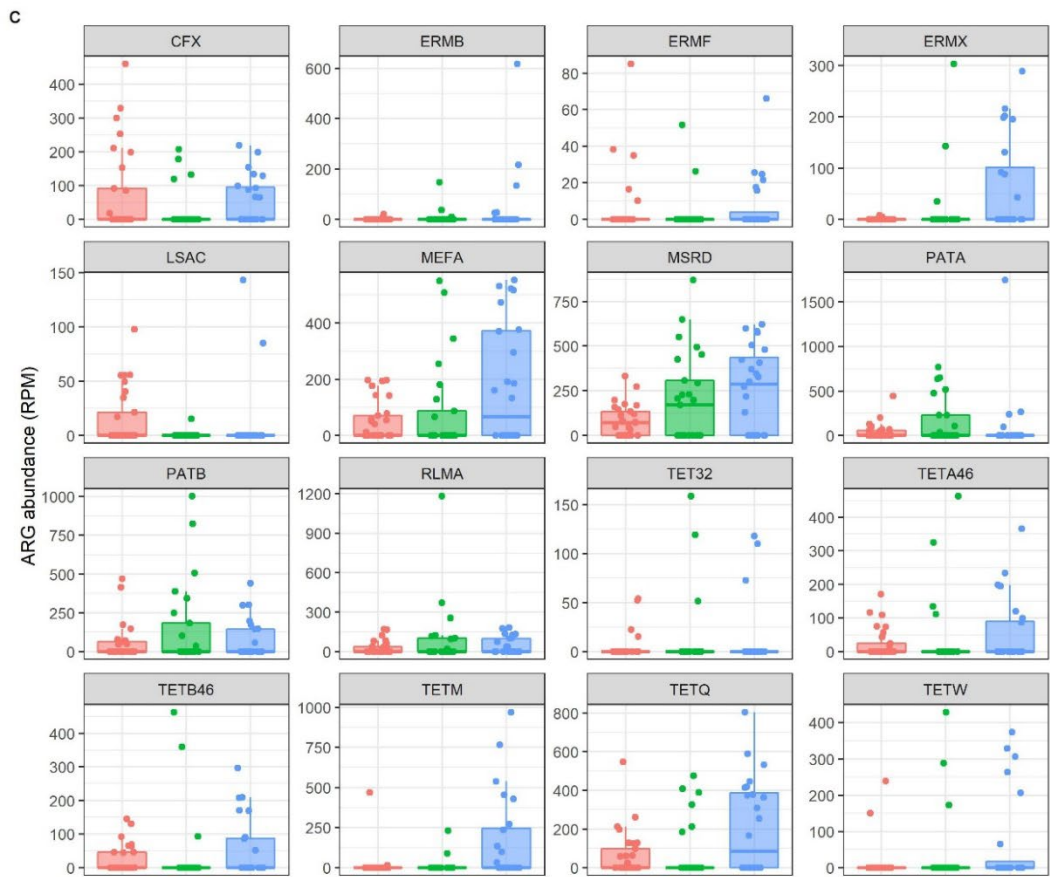 C
CFX ERMB ERMF ERMX
400 600 80 300
300 60
400 200
200 40
200 100
100 20
0 0 0 0
LSAC MEFA MSRD PATA
150
750 1500
100 400
500 1000
50 200
250 500
0 0 0 0
ARG abundance (RPM)
PATB RLMA TET32 TETA46
1000 1200 150 400
750 900 300
100
500 600 200
250 300 50 100
0 0 0 0
TETB46 TETM TETQ TETW
1000 800
400 400
750 600
300 300
500 400
200 200
100 250 200 100
0 0 0 0